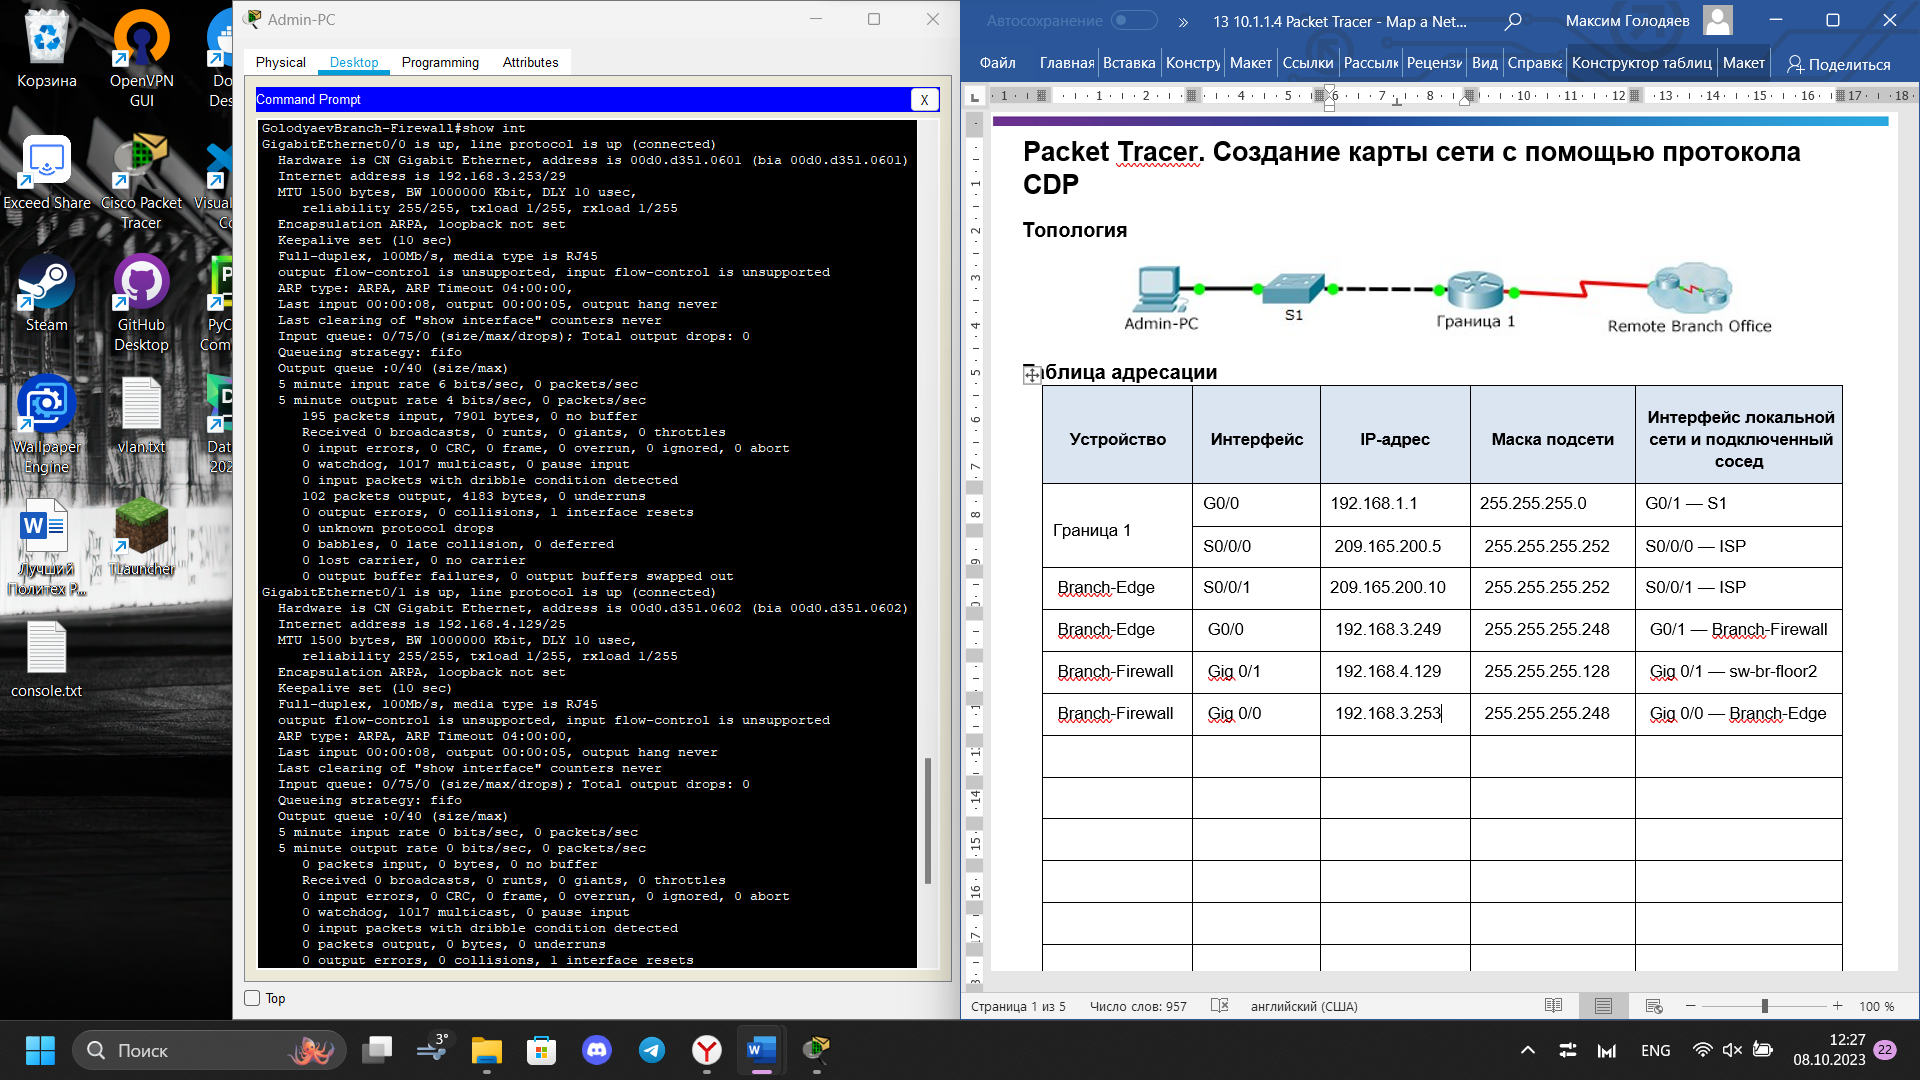 Корзина
OpenVPN
GUI
Do
Des
Exceed Share
Cisco Packet
Tracer
Visual
Co
Steam
GitHub
Desktop
PyC
Com
Wallpaper
Engine
vlan.txt
Dat
202
Лучший
Политех Р...
TLauncher
console.txt
Admin-PC
Physical
Desktop
Programming
Attributes
Command Prompt
X
GolodyaevBranch-Firewall#show int
GigabitEthernet0/0 is up, line protocol is up (connected)
Hardware is CN Gigabit Ethernet, address is 00d0.d351.0601 (bia 00d0.d351.0601)
Internet address is 192.168.3.253/29
MTU 1500 bytes, BW 1000000 Kbit, DLY 10 usec,
reliability 255/255, txload 1/255, rxload 1/255
Encapsulation ARPA, loopback not set
Keepalive set (10 sec)
Full-duplex, 100Mb/s, media type is RJ45
output flow-control is unsupported, input flow-control is unsupported
ARP type: ARPA, ARP Timeout 04:00:00,
Last input 00:00:08, output 00:00:05, output hang never
Last clearing of "show interface" counters never
Input queue: 0/75/0 (size/max/drops); Total output drops: 0
Queueing strategy: fifo
Output queue :0/40 (size/max)
5 minute input rate 6 bits/sec, 0 packets/sec
5 minute output rate 4 bits/sec, 0 packets/sec
195 packets input, 7901 bytes, 0 no buffer
Received 0 broadcasts, 0 runts, 0 giants, 0 throttles
0 input errors, 0 CRC, 0 frame, 0 overrun, 0 ignored, 0 abort
0 watchdog, 1017 multicast, 0 pause input
0 input packets with dribble condition detected
102 packets output, 4183 bytes, 0 underruns
0 output errors, 0 collisions, 1 interface resets
0 unknown protocol drops
0 babbles, 0 late collision, 0 deferred
0 lost carrier, 0 no carrier
0 output buffer failures, 0 output buffers swapped out
GigabitEthernet0/1 is up, line protocol is up (connected)
Hardware is CN Gigabit Ethernet, address is 00d0.d351.0602 (bia 00d0.d351.0602)
Internet address is 192.168.4.129/25
MTU 1500 bytes, BW 1000000 Kbit, DLY 10 usec,
reliability 255/255, txload 1/255, rxload 1/255
Encapsulation ARPA, loopback not set
Keepalive set (10 sec)
Full-duplex, 100Mb/s, media type is RJ45
output flow-control is unsupported, input flow-control is unsupported
ARP type: ARPA, ARP Timeout 04:00:00,
Last input 00:00:08, output 00:00:05, output hang never
Last clearing of "show interface" counters never
Input queue: 0/75/0 (size/max/drops); Total output drops: 0
Queueing strategy: fifo
Output queue :0/40 (size/max)
5 minute input rate 0 bits/sec, 0 packets/sec
5 minute output rate 0 bits/sec, 0 packets/sec
0 packets input, 0 bytes, 0 no buffer
Received 0 broadcasts, 0 runts, 0 giants, 0 throttles
0 input errors, 0 CRC, 0 frame, 0 overrun, 0 ignored, 0 abort
0 watchdog, 1017 multicast, 0 pause input
0 input packets with dribble condition detected
0 packets output, 0 bytes, 0 underruns
0 output errors, 0 collisions, 1 interface resets
Top
Автосохранение
13 10.1.1.4 Packet Tracer - Map a Net...
Максим Голодяев
Файл Главная Вставка Констру Макет Ссылки Рассылк Рецензи Вид Справка Конструктор таблиц Макет Поделиться
Packet Tracer. Создание карты сети с помощью протокола
CDP
Топология
Admin-PC
S1
Граница 1
Remote Branch Office
аблица адресации
Устройство Интерфейс IP-адрес Маска подсети Интерфейс локальной сети и подключенный сосед
Граница 1 G0/0 192.168.1.1 255.255.255.0 G0/1 — S1
S0/0/0 209.165.200.5 255.255.255.252 S0/0/0 — ISP
Branch-Edge S0/0/1 209.165.200.10 255.255.255.252 S0/0/1 — ISP
Branch-Edge G0/0 192.168.3.249 255.255.255.248 G0/1 — Branch-Firewall
Branch-Firewall Gig 0/1 192.168.4.129 255.255.255.128 Gig 0/1 — sw-br-floor2
Branch-Firewall Gig 0/0 192.168.3.253 255.255.255.248 Gig 0/0 — Branch-Edge
Страница 1 из 5 Число слов: 957 английский (США) 100 %
Поиск
3°
ENG
12:27
08.10.2023
22